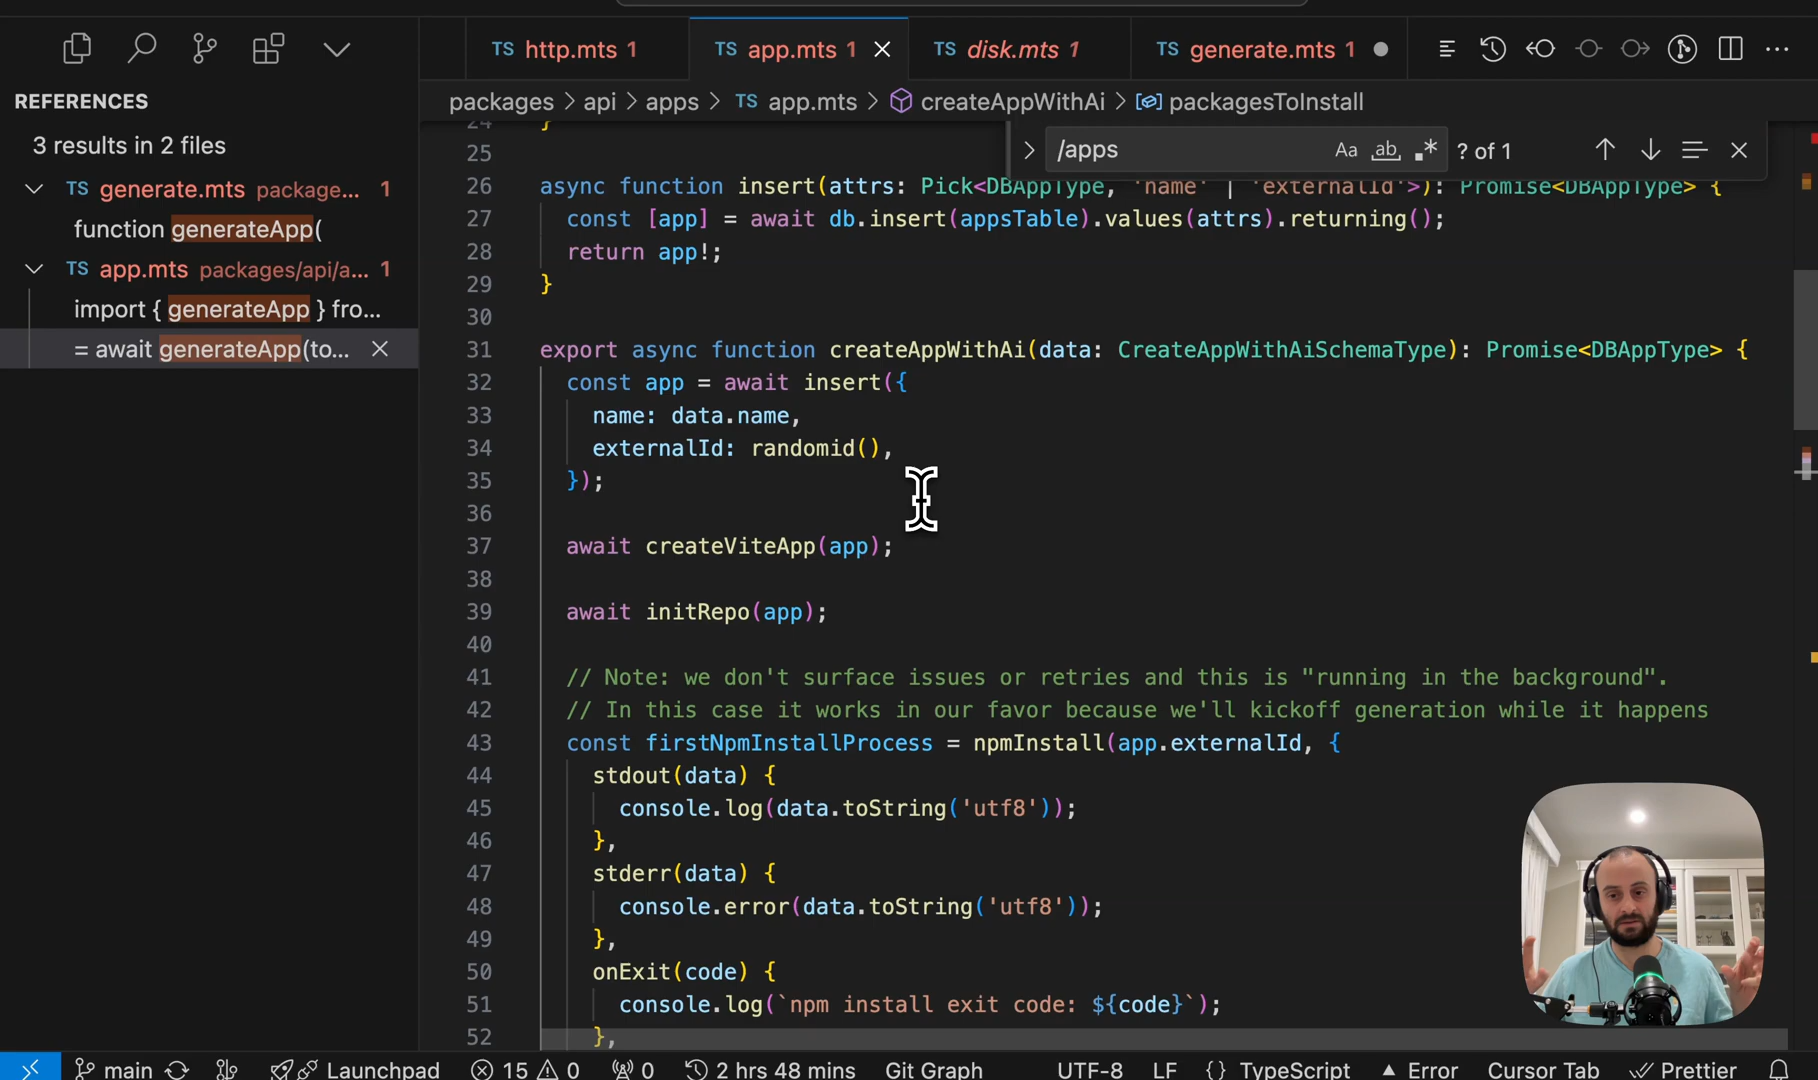 TS http.mts 1
TS app.mts 1
TS disk.mts 1
TS generate.mts 1
REFERENCES
3 results in 2 files
TS generate.mts package... 1
function generateApp(
TS app.mts packages/api/a... 1
import { generateApp } fro...
= await generateApp(to...
packages > api > apps > TS app.mts > createAppWithAi > packagesToInstall
/apps Aa ab .* ? of 1
24 }
25
26 async function insert(attrs: Pick<DBAppType, 'name' | 'externalId'>): Promise<DBAppType> {
27 const [app] = await db.insert(appsTable).values(attrs).returning();
28 return app!;
29 }
30
31 export async function createAppWithAi(data: CreateAppWithAiSchemaType): Promise<DBAppType> {
32 const app = await insert({
33 name: data.name,
34 externalId: randomid(),
35 });
36
37 await createViteApp(app);
38
39 await initRepo(app);
40
41 // Note: we don't surface issues or retries and this is "running in the background".
42 // In this case it works in our favor because we'll kickoff generation while it happens
43 const firstNpmInstallProcess = npmInstall(app.externalId, {
44 stdout(data) {
45 console.log(data.toString('utf8'));
46 },
47 stderr(data) {
48 console.error(data.toString('utf8'));
49 },
50 onExit(code) {
51 console.log(`npm install exit code: ${code}`);
52 },
main Launchpad 15 0 0 2 hrs 48 mins Git Graph UTF-8 LF {} TypeScript Error Cursor Tab Prettier